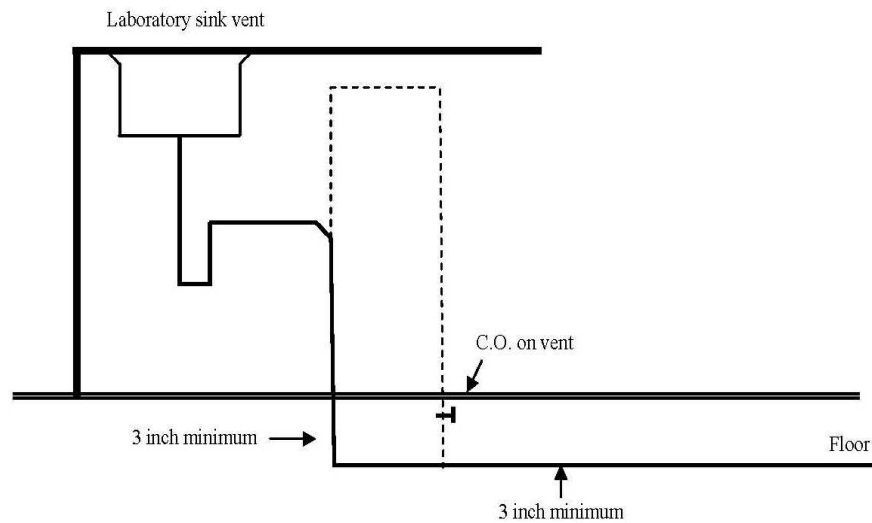 Laboratory sink vent
C.O. on vent
3 inch minimum
Floor
3 inch minimum